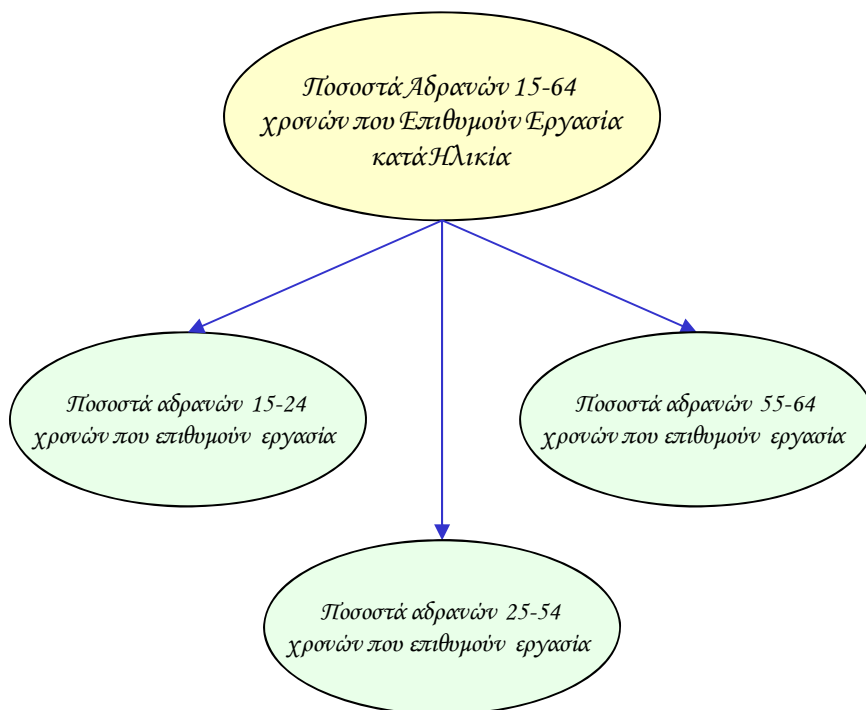 Ποσοστά Αδρανών 15-64
χρονών που Επιθυμούν Εργασία
κατά Ηλικία
Ποσοστά αδρανών 15-24
χρονών που επιθυμούν εργασία
Ποσοστά αδρανών 55-64
χρονών που επιθυμούν εργασία
Ποσοστά αδρανών 25-54
χρονών που επιθυμούν εργασία